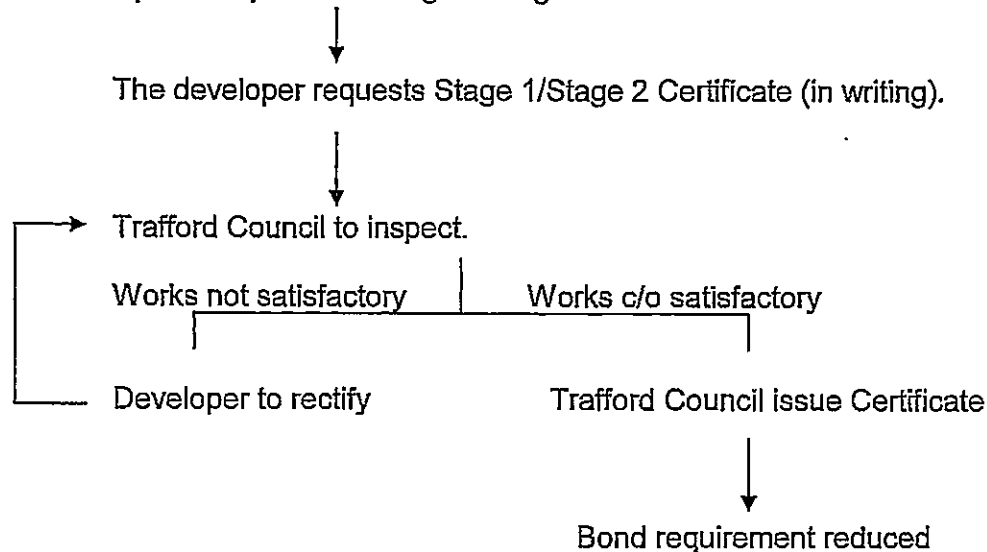 The developer requests Stage 1/Stage 2 Certificate (in writing).
Trafford Council to inspect.
Works not satisfactory
Works c/o satisfactory
Developer to rectify
Trafford Council issue Certificate
Bond requirement reduced